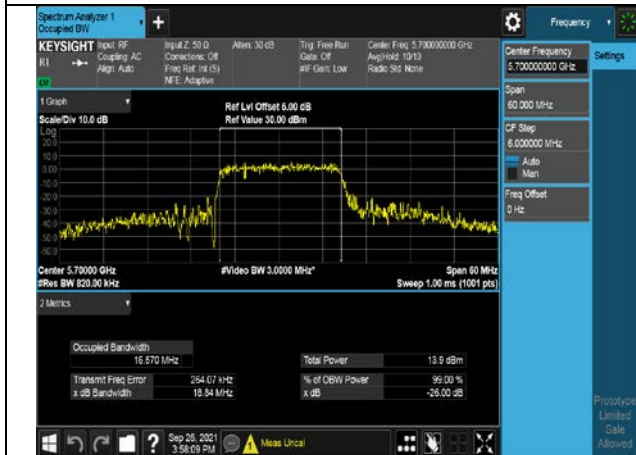 Spectrum Analyzer 1
Occupied BW
Frequency
KEYSIGHT
Input: RF
Coupling: AC
Align: Auto
Input Z: 50 Ω
Corrections: Off
Freq Ref: Int (S)
NFE: Adaptive
Atten: 30 dB
Trig: Free Run
Gate: Off
#IF Gain: Low
Center Freq: 5.700000000 GHz
Avg|Hold: 10/10
Radio Std: None
Center Frequency
5.700000000 GHz
Settings
Span
60.000 MHz
CF Step
6.000000 MHz
Auto
Man
Freq Offset
0 Hz
1 Graph
Scale/Div 10.0 dB
Ref Lvl Offset 6.00 dB
Ref Value 30.00 dBm
Log
20.0
10.0
0.00
-10.0
-20.0
-30.0
-40.0
-50.0
-60.0
Center 5.70000 GHz
#Video BW 3.0000 MHz*
Span 60 MHz
#Res BW 820.00 kHz
Sweep 1.00 ms (1001 pts)
2 Metrics
Occupied Bandwidth
16.570 MHz
Total Power 13.9 dBm
Transmit Freq Error 264.07 kHz
% of OBW Power 99.00 %
x dB Bandwidth 18.84 MHz
x dB -26.00 dB
Prototype
Limited
Sale
Allowed
Sep 26, 2021
3:58:09 PM
Meas Uncal